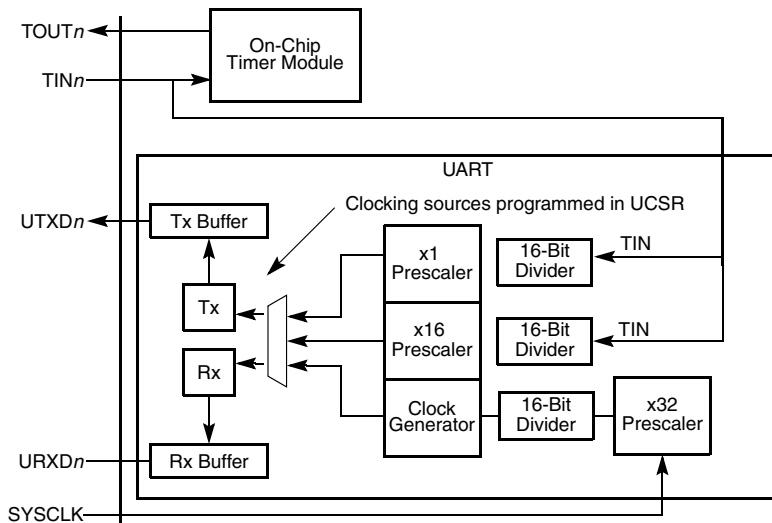 TOUTn
On-Chip
Timer Module
TINn
UART
Clocking sources programmed in UCSR
UTXDn
Tx Buffer
x1
Prescaler
16-Bit
Divider
TIN
Tx
x16
Prescaler
16-Bit
Divider
TIN
Rx
Clock
Generator
16-Bit
Divider
x32
Prescaler
URXDn
Rx Buffer
SYSCLK